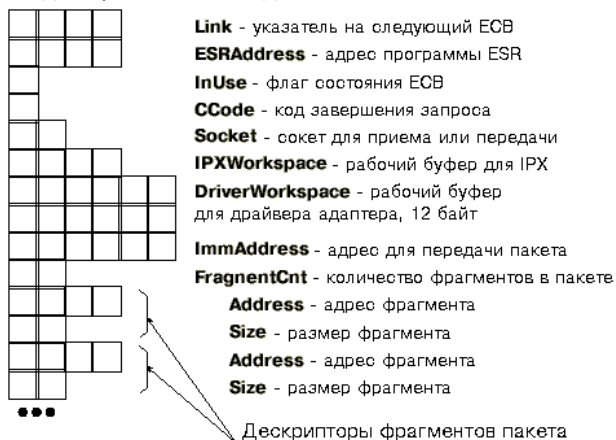 Link - указатель на следующий ECB
ESRAddress - адрес программы ESR
InUse - флаг состояния ECB
CCode - код завершения запроса
Socket - сокет для приема или передачи
IPXWorkspace - рабочий буфер для IPX
DriverWorkspace - рабочий буфер
для драйвера адаптера, 12 байт
ImmAddress - адрес для передачи пакета
FragnentCnt - количество фрагментов в пакете
Address - адрес фрагмента
Size - размер фрагмента
Address - адрес фрагмента
Size - размер фрагмента
Дескрипторы фрагментов пакета